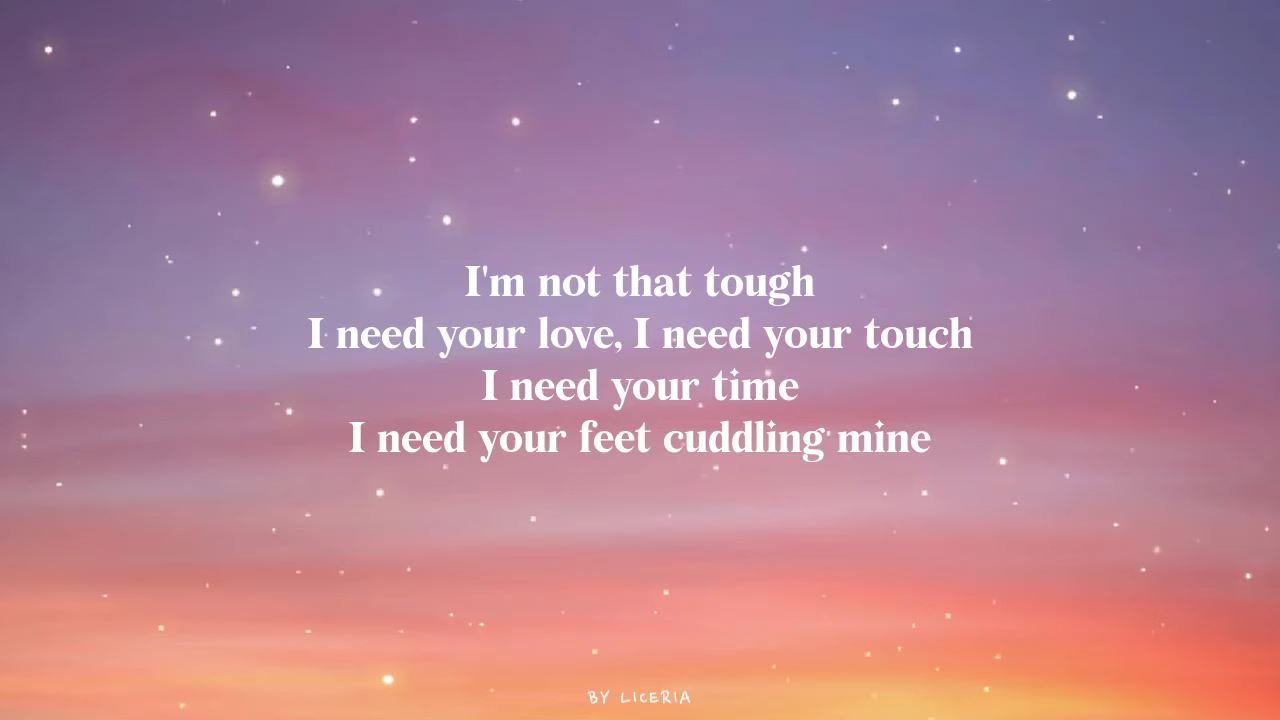 I'm not that tough
I need your love, I need your touch
I need your time
I need your feet cuddling mine
BY LICERIA